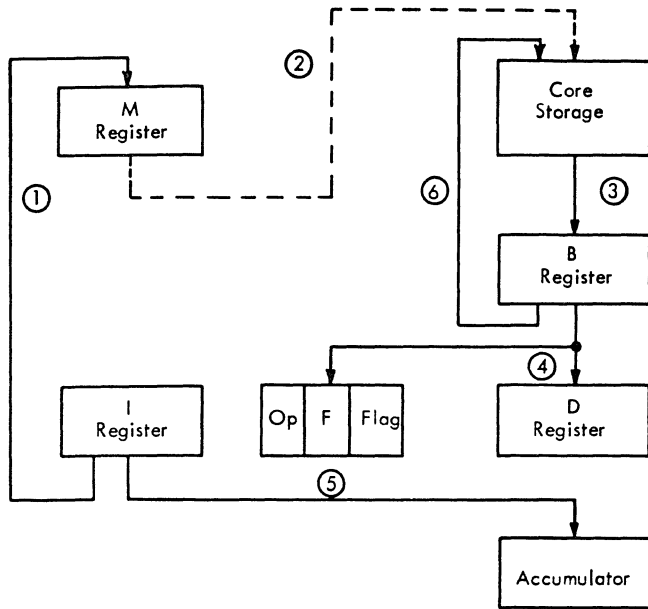 ②
M
Register
Core
Storage
①
⑥
③
B
Register
④
I
Register
Op F Flag
D
Register
⑤
Accumulator